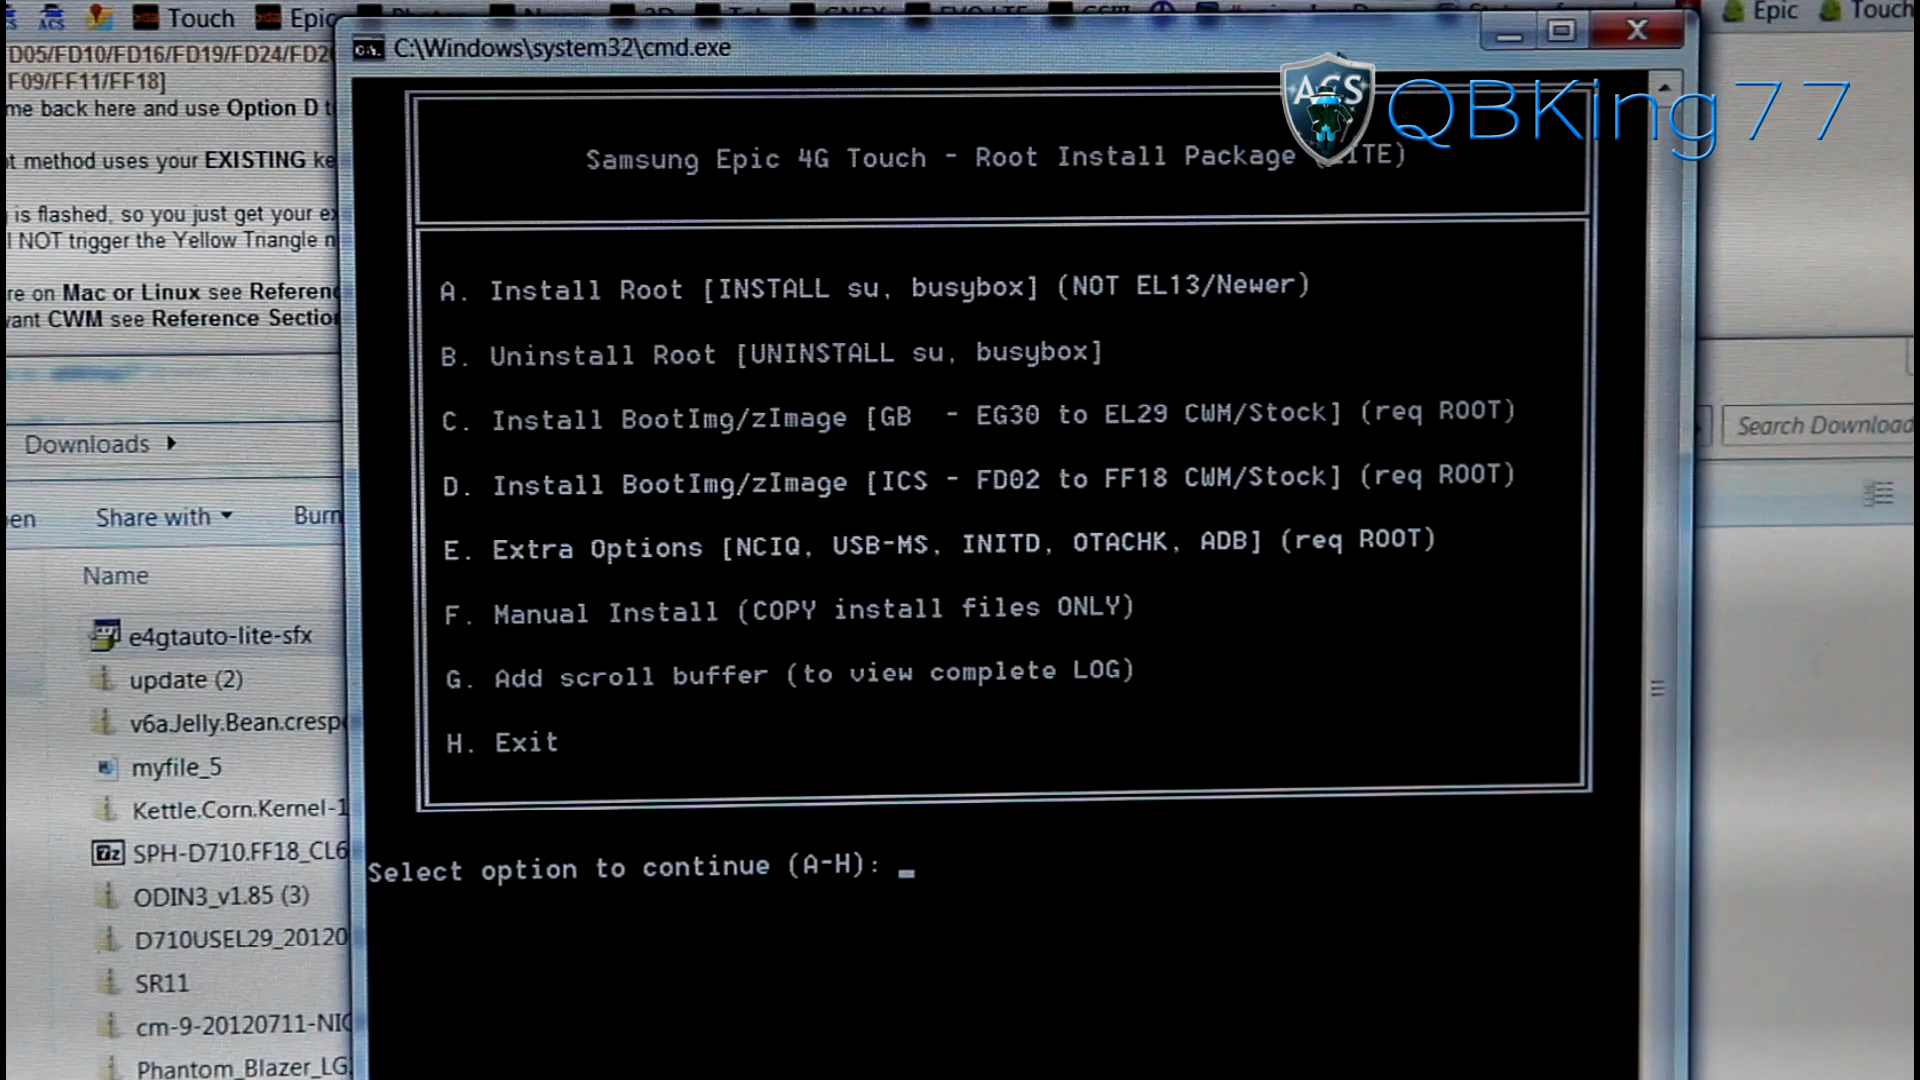 Touch
Epic
Epic
Touch
C:\Windows\system32\cmd.exe
D05/FD10/FD16/FD19/FD24/FD2
F09/FF11/FF18]
me back here and use Option D t
method uses your EXISTING ke
is flashed, so you just get your e
NOT trigger the Yellow Triangle n
re on Mac or Linux see Referen
CWM see Reference Sectio
ACS
QBKing77
Samsung Epic 4G Touch - Root Install Package
A. Install Root [INSTALL su, busybox] (NOT EL13/Newer)
B. Uninstall Root [UNINSTALL su, busybox]
C. Install BootImg/zImage [GB - EG30 to EL29 CWM/Stock] (req ROOT)
D. Install BootImg/zImage [ICS - FD02 to FF18 CWM/Stock] (req ROOT)
E. Extra Options [NCIQ, USB-MS, INITD, OTACHK, ADB] (req ROOT)
F. Manual Install (COPY install files ONLY)
G. Add scroll buffer (to view complete LOG)
H. Exit
Select option to continue (A-H):
Downloads
Search Download
Share with
Burn
Name
e4gtauto-lite-sfx
update (2)
v6a.Jelly.Bean.cresp
myfile_5
Kettle.Corn.Kernel-1
SPH-D710.FF18_CL6
ODIN3_v1.85 (3)
D710USEL29_20120
SR11
cm-9-20120711-NI
Phantom_Blazer_LG